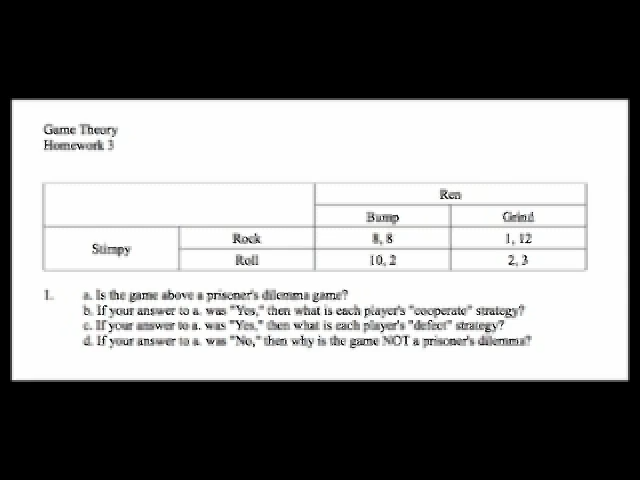 Game Theory
Homework 3
Ren
Bump Grind
Stimpy Rock 8, 8 1, 12
Roll 10, 2 2, 3
1. a. Is the game above a prisoner's dilemma game?
b. If your answer to a. was "Yes," then what is each player's "cooperate" strategy?
c. If your answer to a. was "Yes," then what is each player's "defect" strategy?
d. If your answer to a. was "No," then why is the game NOT a prisoner's dilemma?